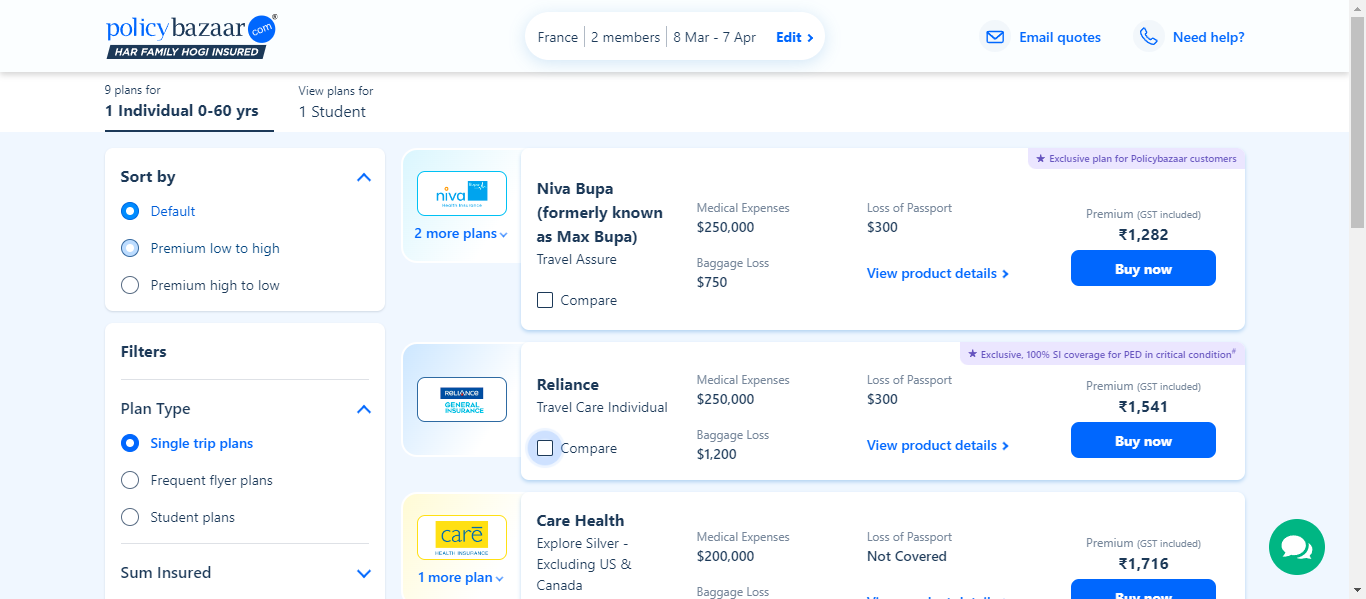 policybazaar.com®
HAR FAMILY HOGI INSURED
France
2 members
8 Mar - 7 Apr
Edit
Email quotes
Need help?
9 plans for
1 Individual 0-60 yrs
View plans for
1 Student
Sort by
Default
Premium low to high
Premium high to low
Filters
Plan Type
Single trip plans
Frequent flyer plans
Student plans
Sum Insured
★ Exclusive plan for Policybazaar customers
niva
Bupa
Health Insurance
2 more plans
Niva Bupa
(formerly known
as Max Bupa)
Travel Assure
Compare
Medical Expenses
$250,000
Baggage Loss
$750
Loss of Passport
$300
View product details
Premium (GST included)
₹1,282
Buy now
★ Exclusive, 100% SI coverage for PED in critical condition#
RELIANCE
GENERAL
INSURANCE
Reliance
Travel Care Individual
Compare
Medical Expenses
$250,000
Baggage Loss
$1,200
Loss of Passport
$300
View product details
Premium (GST included)
₹1,541
Buy now
care
HEALTH INSURANCE
1 more plan
Care Health
Explore Silver -
Excluding US &
Canada
Medical Expenses
$200,000
Baggage Loss
Loss of Passport
Not Covered
View product details
Premium (GST included)
₹1,716
Buy now